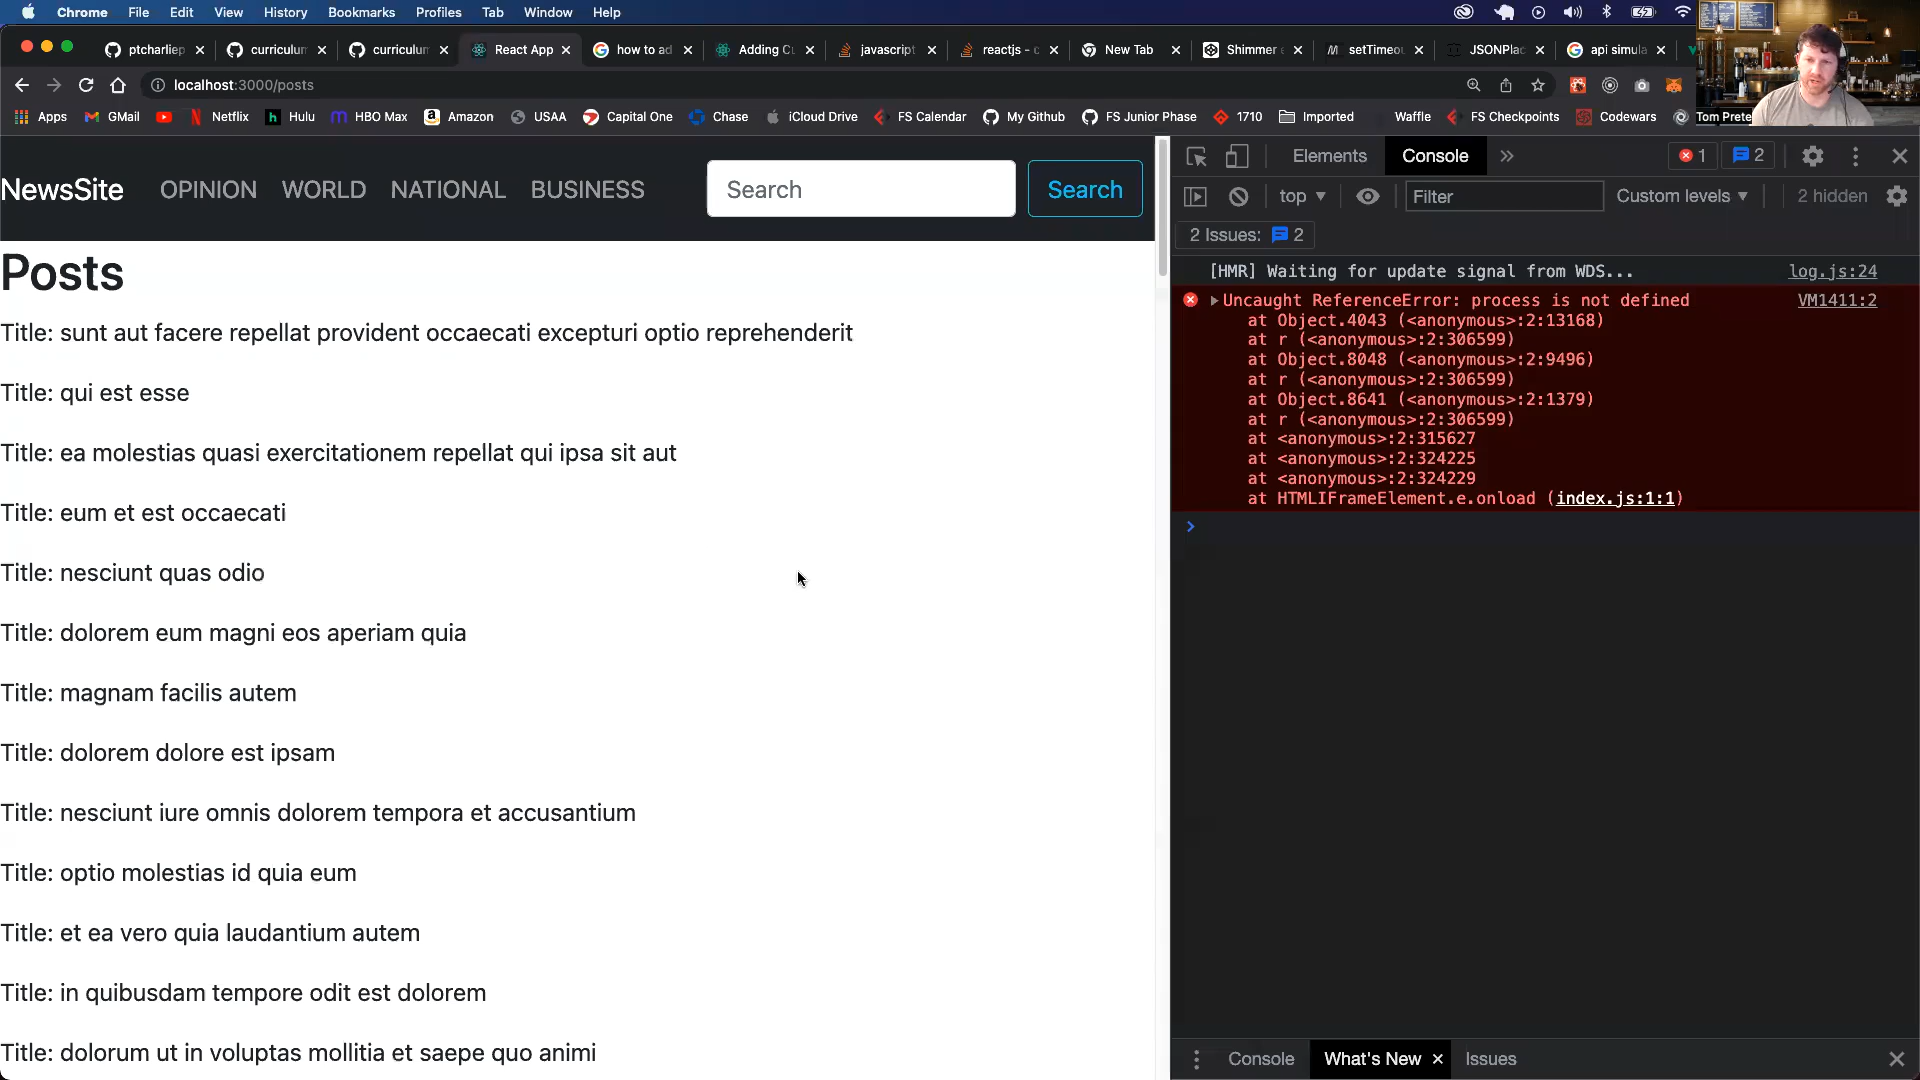 Chrome File Edit View History Bookmarks Profiles Tab Window Help
ptcharliep curriculum curriculum React App how to ad Adding C javascript reactjs - c New Tab Shimmer setTimeou JSONPlac api simula
localhost:3000/posts
Apps GMail Netflix Hulu HBO Max Amazon USAA Capital One Chase iCloud Drive FS Calendar My Github FS Junior Phase 1710 Imported Waffle FS Checkpoints Codewars Tom Prete
NewsSite OPINION WORLD NATIONAL BUSINESS Search Search
Posts
Title: sunt aut facere repellat provident occaecati excepturi optio reprehenderit
Title: qui est esse
Title: ea molestias quasi exercitationem repellat qui ipsa sit aut
Title: eum et est occaecati
Title: nesciunt quas odio
Title: dolorem eum magni eos aperiam quia
Title: magnam facilis autem
Title: dolorem dolore est ipsam
Title: nesciunt iure omnis dolorem tempora et accusantium
Title: optio molestias id quia eum
Title: et ea vero quia laudantium autem
Title: in quibusdam tempore odit est dolorem
Title: dolorum ut in voluptas mollitia et saepe quo animi
Elements Console » 1 2
top ▼ Filter Custom levels ▼ 2 hidden
2 Issues: 2
[HMR] Waiting for update signal from WDS... log.js:24
Uncaught ReferenceError: process is not defined VM1411:2
at Object.4043 (<anonymous>:2:13168)
at r (<anonymous>:2:306599)
at Object.8048 (<anonymous>:2:9496)
at r (<anonymous>:2:306599)
at Object.8641 (<anonymous>:2:1379)
at r (<anonymous>:2:306599)
at <anonymous>:2:315627
at <anonymous>:2:324225
at <anonymous>:2:324229
at HTMLIFrameElement.e.onload (index.js:1:1)
Console What's New Issues